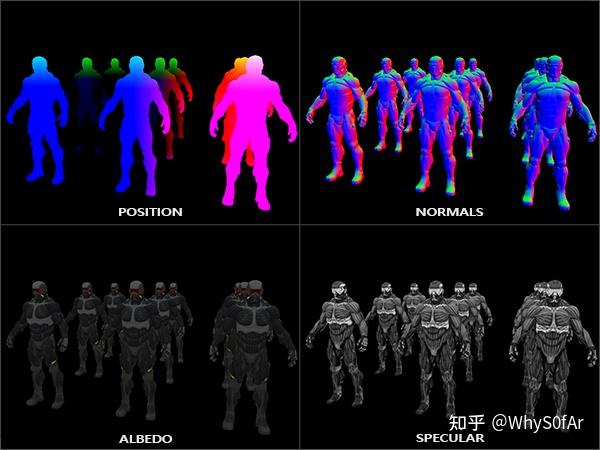 POSITION
NORMALS
ALBEDO
SPECULAR
知乎 @WhyS0fAr